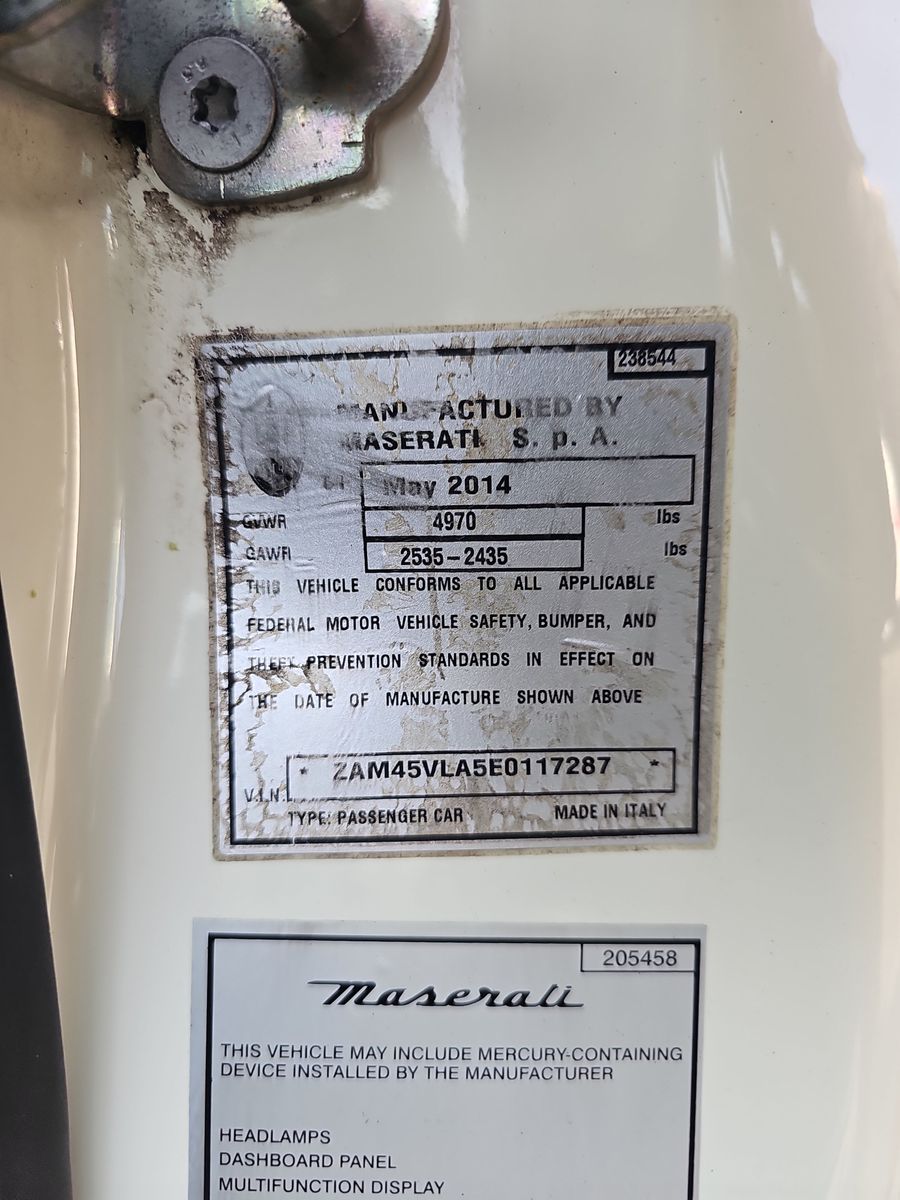 238544
MANUFACTURED BY
MASERATI S. p. A.
May 2014
GVWR 4970 lbs
GAWR 2535-2435 lbs
THIS VEHICLE CONFORMS TO ALL APPLICABLE
FEDERAL MOTOR VEHICLE SAFETY, BUMPER, AND
THEFT PREVENTION STANDARDS IN EFFECT ON
THE DATE OF MANUFACTURE SHOWN ABOVE
V.I.N. * ZAM45VLA5E0117287 *
TYPE: PASSENGER CAR MADE IN ITALY
205458
Maserati
THIS VEHICLE MAY INCLUDE MERCURY-CONTAINING
DEVICE INSTALLED BY THE MANUFACTURER
HEADLAMPS
DASHBOARD PANEL
MULTIFUNCTION DISPLAY